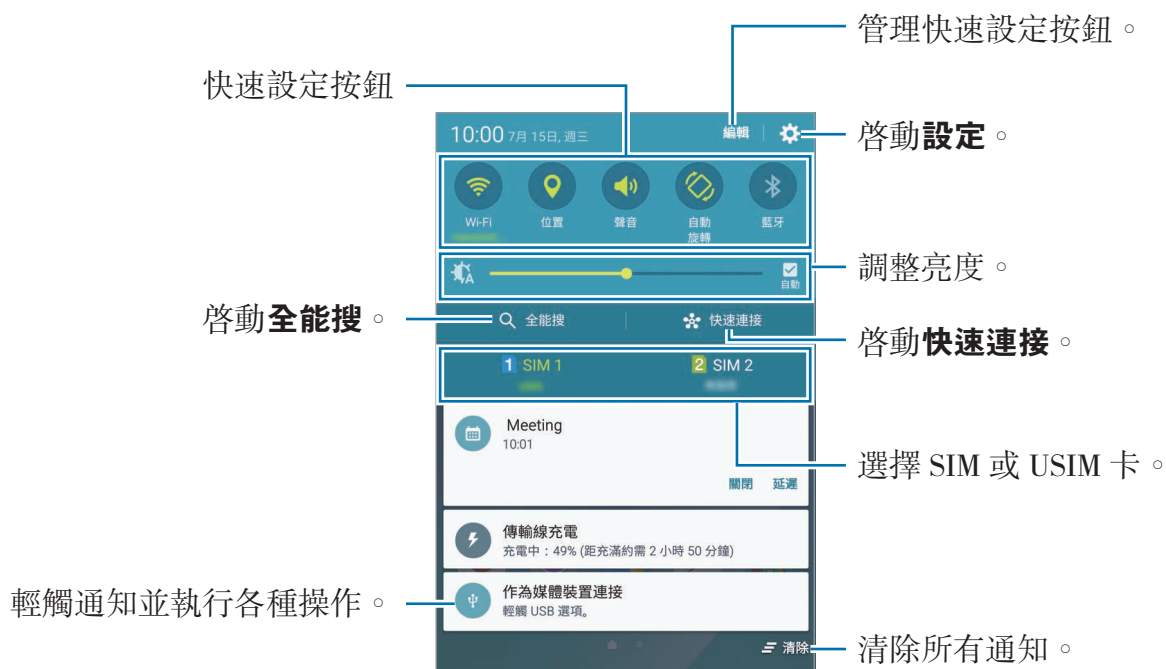 管理快速設定按鈕。
快速設定按鈕
10:00 7月 15日, 週三
編輯
啓動設定。
Wi-Fi
位置
聲音
自動
旋轉
藍牙
調整亮度。
A
自動
啓動全能搜。
全能搜
快速連接
啓動快速連接。
1 SIM 1
2 SIM 2
Meeting
10:01
選擇 SIM 或 USIM 卡。
關閉 延遲
傳輸線充電
充電中：49% (距充滿約需 2 小時 50 分鐘)
作為媒體裝置連接
輕觸 USB 選項。
輕觸通知並執行各種操作。
清除
清除所有通知。